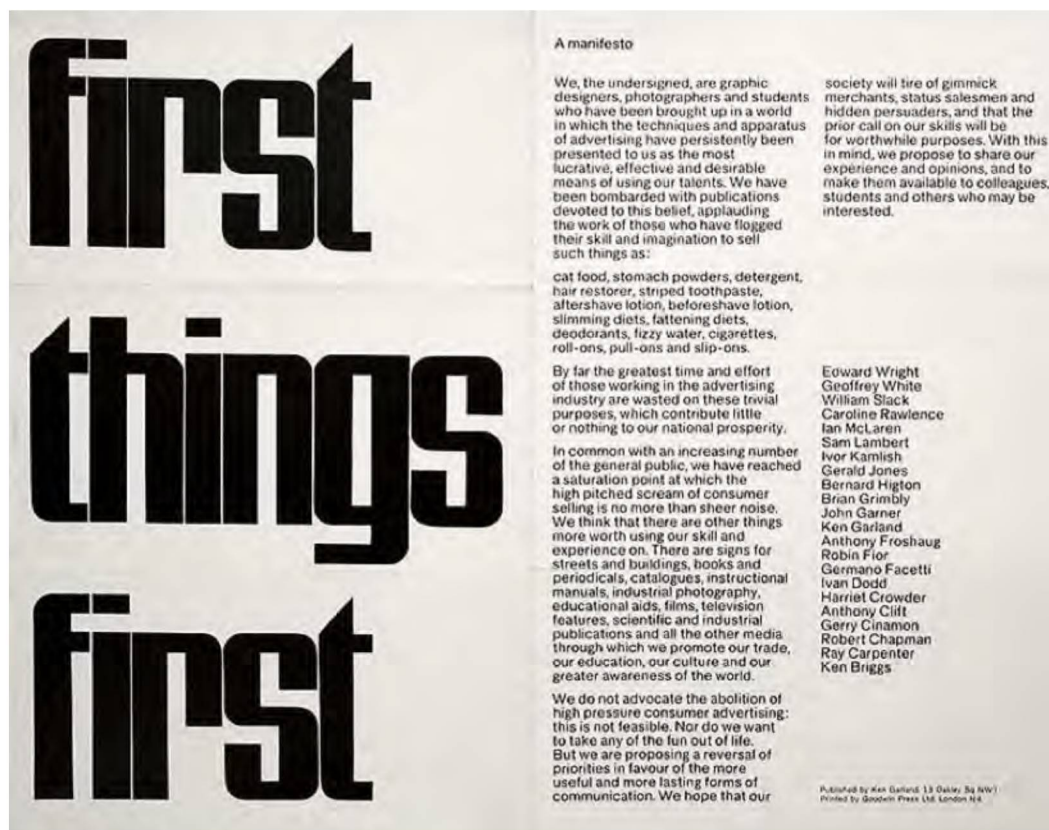 first
things
first
A manifesto
We, the undersigned, are graphic
designers, photographers and students
who have been brought up in a world
in which the techniques and apparatus
of advertising have persistently been
presented to us as the most
lucrative, effective and desirable
means of using our talents. We have
been bombarded with publications
devoted to this belief, applauding
the work of those who have flogged
their skill and imagination to sell
such things as:
cat food, stomach powders, detergent,
hair restorer, striped toothpaste,
aftershave lotion, beforeshave lotion,
slimming diets, fattening diets,
deodorants, fizzy water, cigarettes,
roll-ons, pull-ons and slip-ons.
By far the greatest time and effort
of those working in the advertising
industry are wasted on these trivial
purposes, which contribute little
or nothing to our national prosperity.
In common with an increasing number
of the general public, we have reached
a saturation point at which the
high pitched scream of consumer
selling is no more than sheer noise.
We think that there are other things
more worth using our skill and
experience on. There are signs for
streets and buildings, books and
periodicals, catalogues, instructional
manuals, industrial photography,
educational aids, films, television
features, scientific and industrial
publications and all the other media
through which we promote our trade,
our education, our culture and our
greater awareness of the world.
We do not advocate the abolition of
high pressure consumer advertising:
this is not feasible. Nor do we want
to take any of the fun out of life.
But we are proposing a reversal of
priorities in favour of the more
useful and more lasting forms of
communication. We hope that our
society will tire of gimmick
merchants, status salesmen and
hidden persuaders, and that the
prior call on our skills will be
for worthwhile purposes. With this
in mind, we propose to share our
experience and opinions, and to
make them available to colleagues,
students and others who may be
interested.
Edward Wright
Geoffrey White
William Slack
Caroline Rawlence
Ian McLaren
Sam Lambert
Ivor Kamlish
Gerald Jones
Bernard Higton
Brian Grimbly
John Garner
Ken Garland
Anthony Froshaug
Robin Fior
Germano Facetti
Ivan Dodd
Harriet Crowder
Anthony Clift
Gerry Cinamon
Robert Chapman
Ray Carpenter
Ken Briggs
Published by Ken Garland, 13 Oakley Sq NW1
Printed by Goodwin Press Ltd. London N4